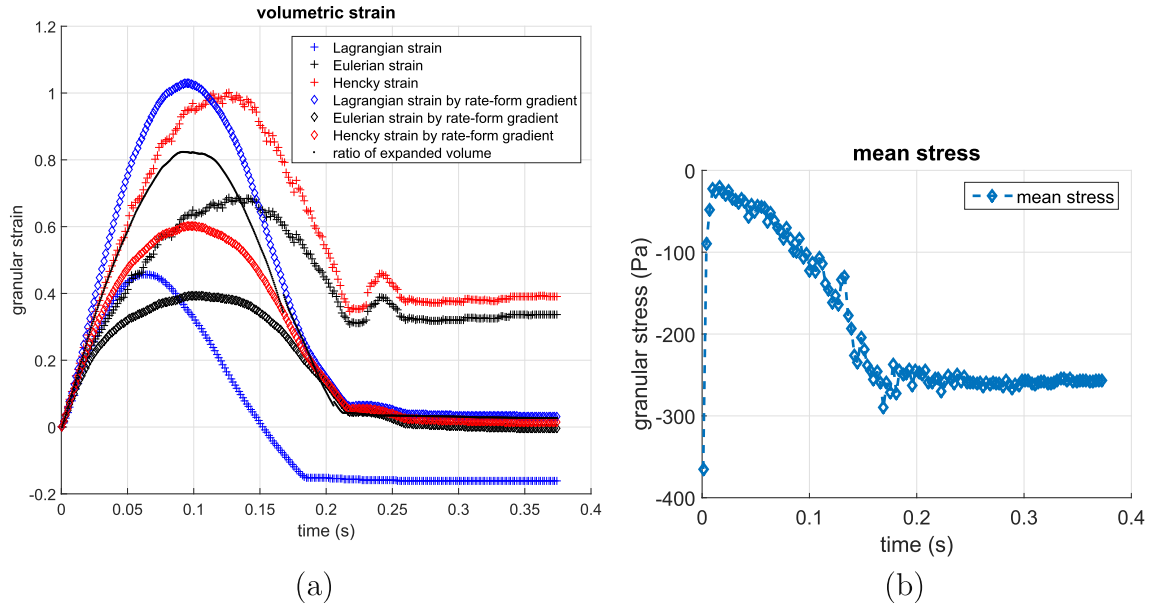 volumetric strain
1.2
1
0.8
0.6
0.4
0.2
0
-0.2
granular strain
Lagrangian strain
Eulerian strain
Hencky strain
Lagrangian strain by rate-form gradient
Eulerian strain by rate-form gradient
Hencky strain by rate-form gradient
ratio of expanded volume
0 0.05 0.1 0.15 0.2 0.25 0.3 0.35 0.4
time (s)
(a)
mean stress
0
-100
-200
-300
-400
granular stress (Pa)
mean stress
0 0.1 0.2 0.3 0.4
time (s)
(b)